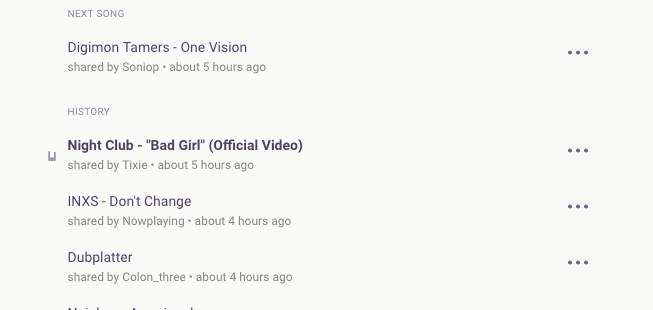 NEXT SONG
Digimon Tamers - One Vision
shared by Soniop • about 5 hours ago
HISTORY
Night Club - "Bad Girl" (Official Video)
shared by Tixie • about 5 hours ago
INXS - Don't Change
shared by Nowplaying • about 4 hours ago
Dubplatter
shared by Colon_three • about 4 hours ago